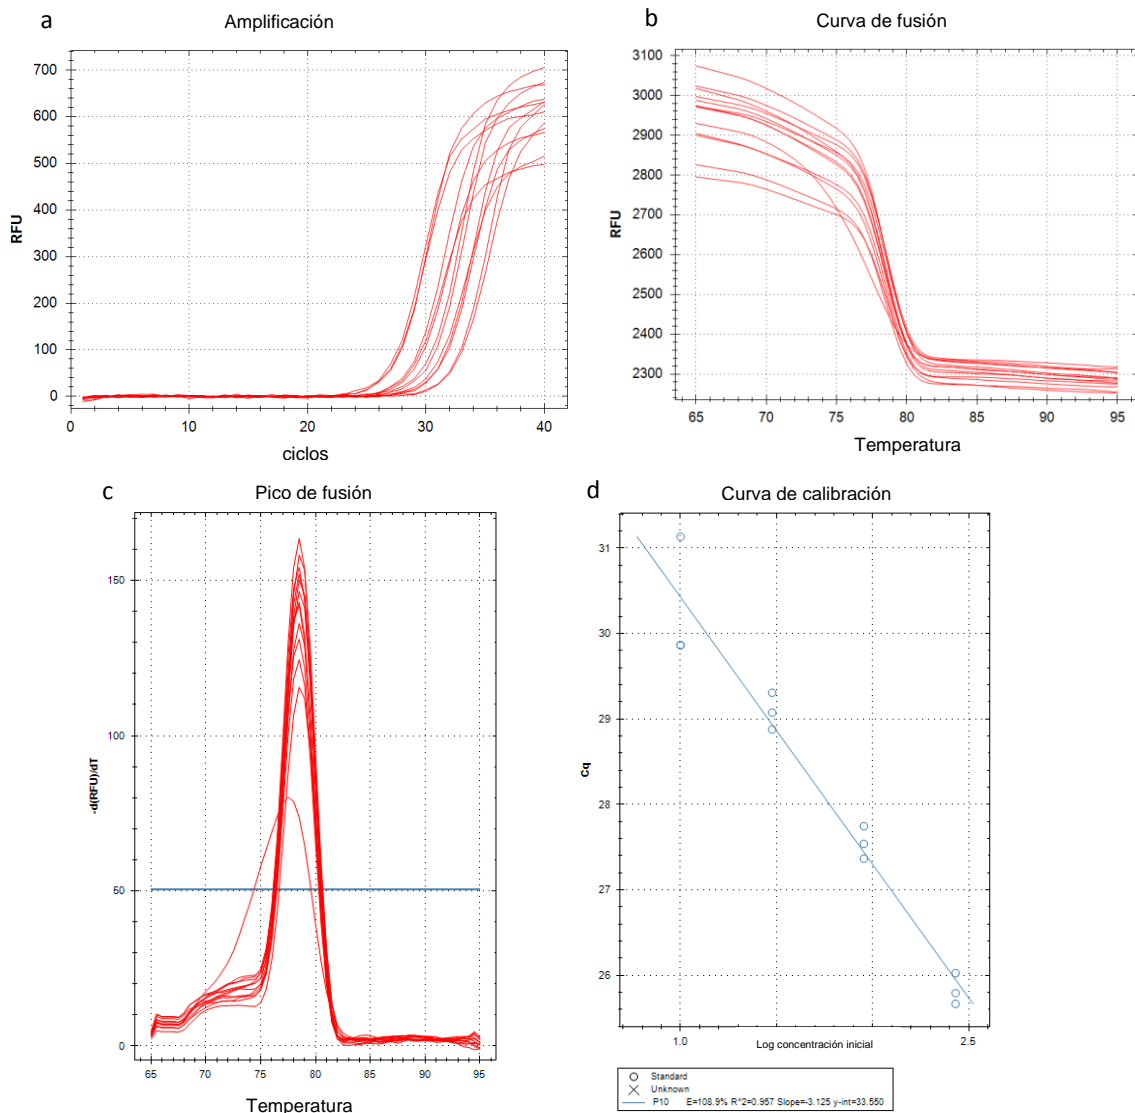 a
Amplificación
700
600
500
400
300
200
100
0
RFU
0
10
20
30
40
ciclos
b
Curva de fusión
3100
3000
2900
2800
2700
2600
2500
2400
2300
RFU
65
70
75
80
85
90
95
Temperatura
c
Pico de fusión
150
100
50
0
-d(RFU)/dT
65
70
75
80
85
90
95
Temperatura
d
Curva de calibración
31
30
29
28
27
26
Cq
1.0
Log concentración inicial
2.5
Standard
Unknown
P10 E=108.9% R^2=0.957 Slope=-3.125 y-int=33.550